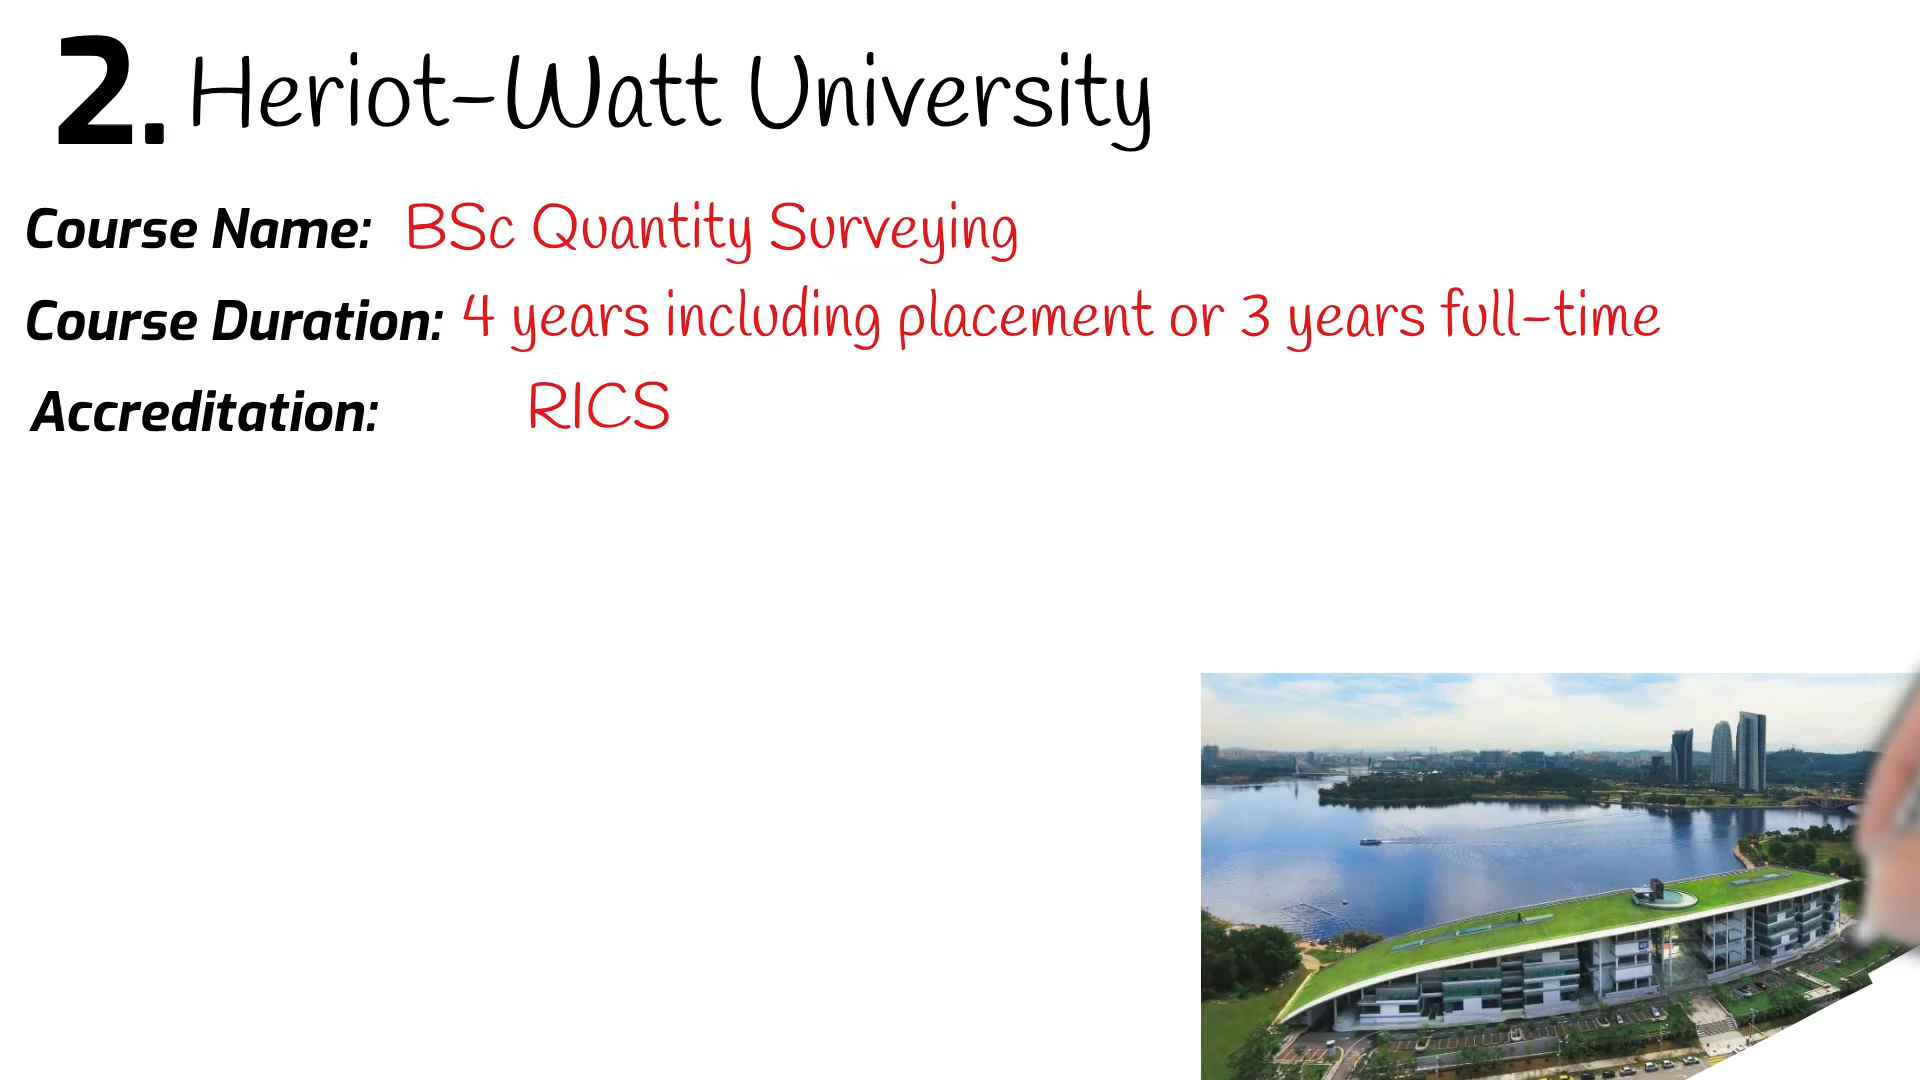 2. Heriot-Watt University
Course Name: BSc Quantity Surveying
Course Duration: 4 years including placement or 3 years full-time
Accreditation: RICS